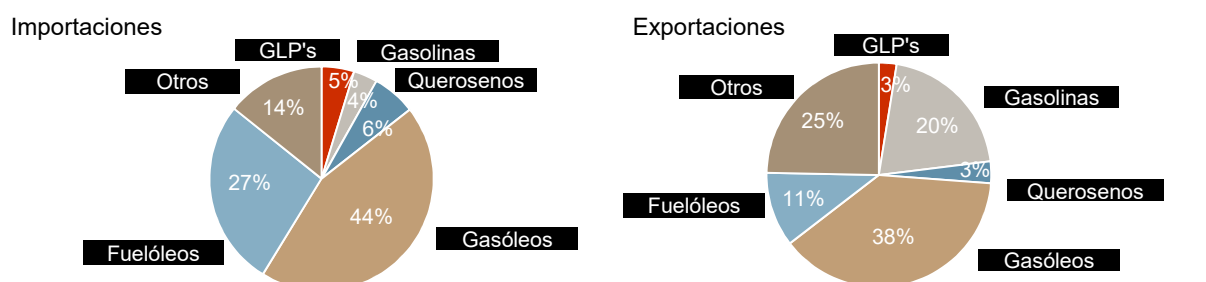 Importaciones
GLP's
Gasolinas
Querosenos
Otros
5%
4%
14%
6%
27%
44%
Fuelóleos
Gasóleos
Exportaciones
GLP's
Otros
Gasolinas
3%
25%
20%
3%
Querosenos
Fuelóleos
11%
38%
Gasóleos